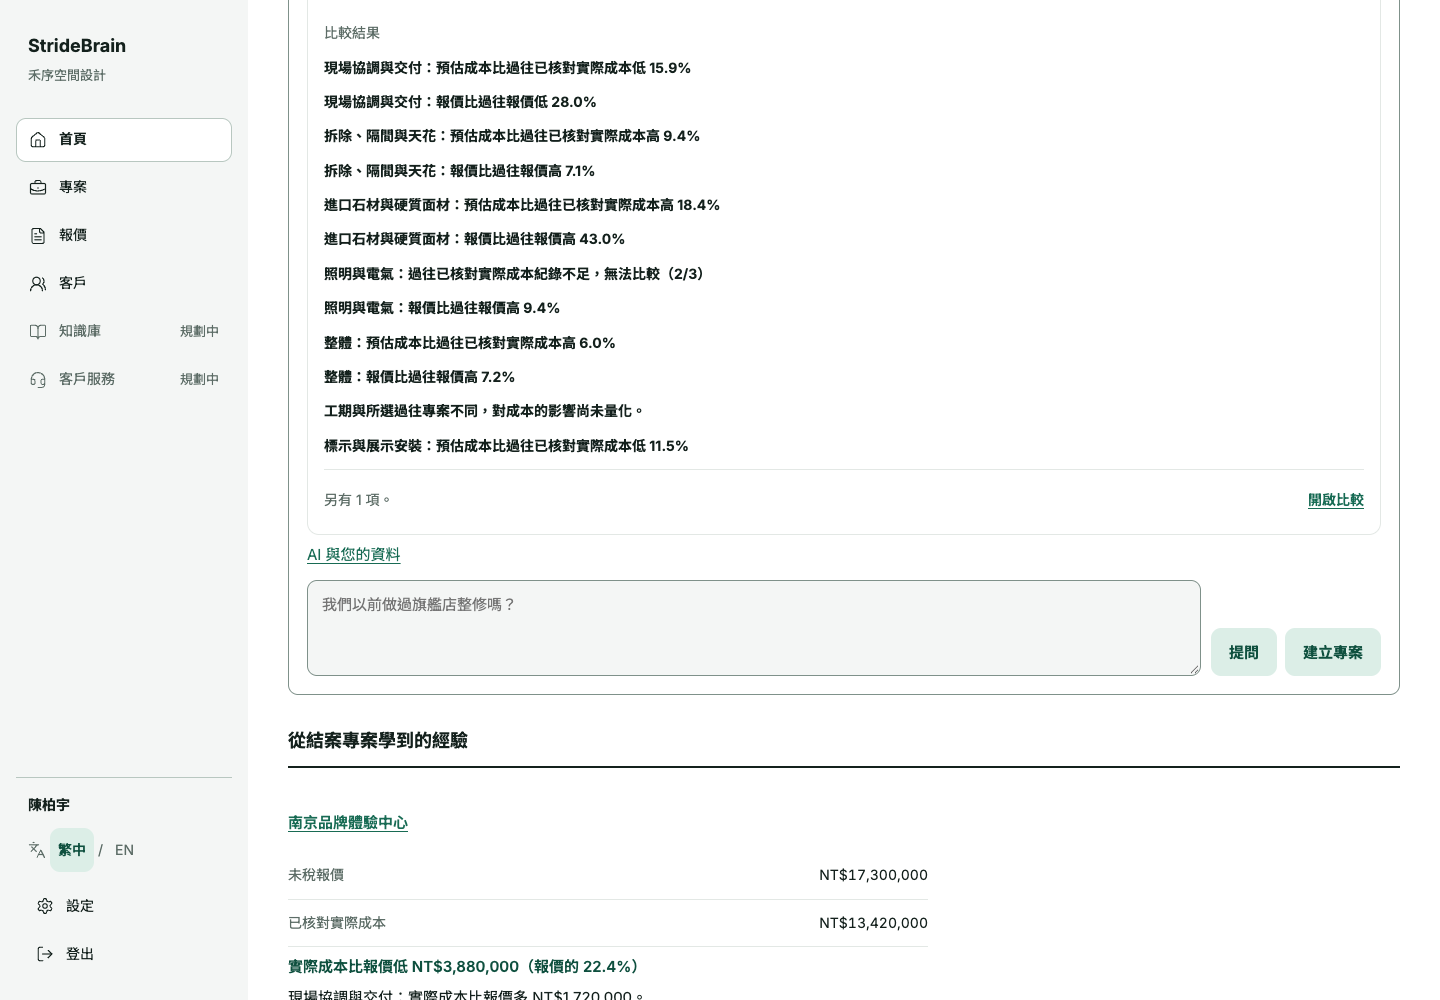 StrideBrain
禾序空間設計
首頁
專案
報價
客戶
知識庫 規劃中
客戶服務 規劃中
陳柏宇
繁中 / EN
設定
登出
比較結果
現場協調與交付：預估成本比過往已核對實際成本低 15.9%
現場協調與交付：報價比過往報價低 28.0%
拆除、隔間與天花：預估成本比過往已核對實際成本高 9.4%
拆除、隔間與天花：報價比過往報價高 7.1%
進口石材與硬質面材：預估成本比過往已核對實際成本高 18.4%
進口石材與硬質面材：報價比過往報價高 43.0%
照明與電氣：過往已核對實際成本紀錄不足，無法比較（2/3）
照明與電氣：報價比過往報價高 9.4%
整體：預估成本比過往已核對實際成本高 6.0%
整體：報價比過往報價高 7.2%
工期與所選過往專案不同，對成本的影響尚未量化。
標示與展示安裝：預估成本比過往已核對實際成本低 11.5%
另有 1 項。 開啟比較
AI 與您的資料
我們以前做過旗艦店整修嗎？
提問 建立專案
從結案專案學到的經驗
南京品牌體驗中心
未稅報價 NT$17,300,000
已核對實際成本 NT$13,420,000
實際成本比報價低 NT$3,880,000（報價的 22.4%）
現場協調與交付：實際成本比報價多 NT$1,720,000。